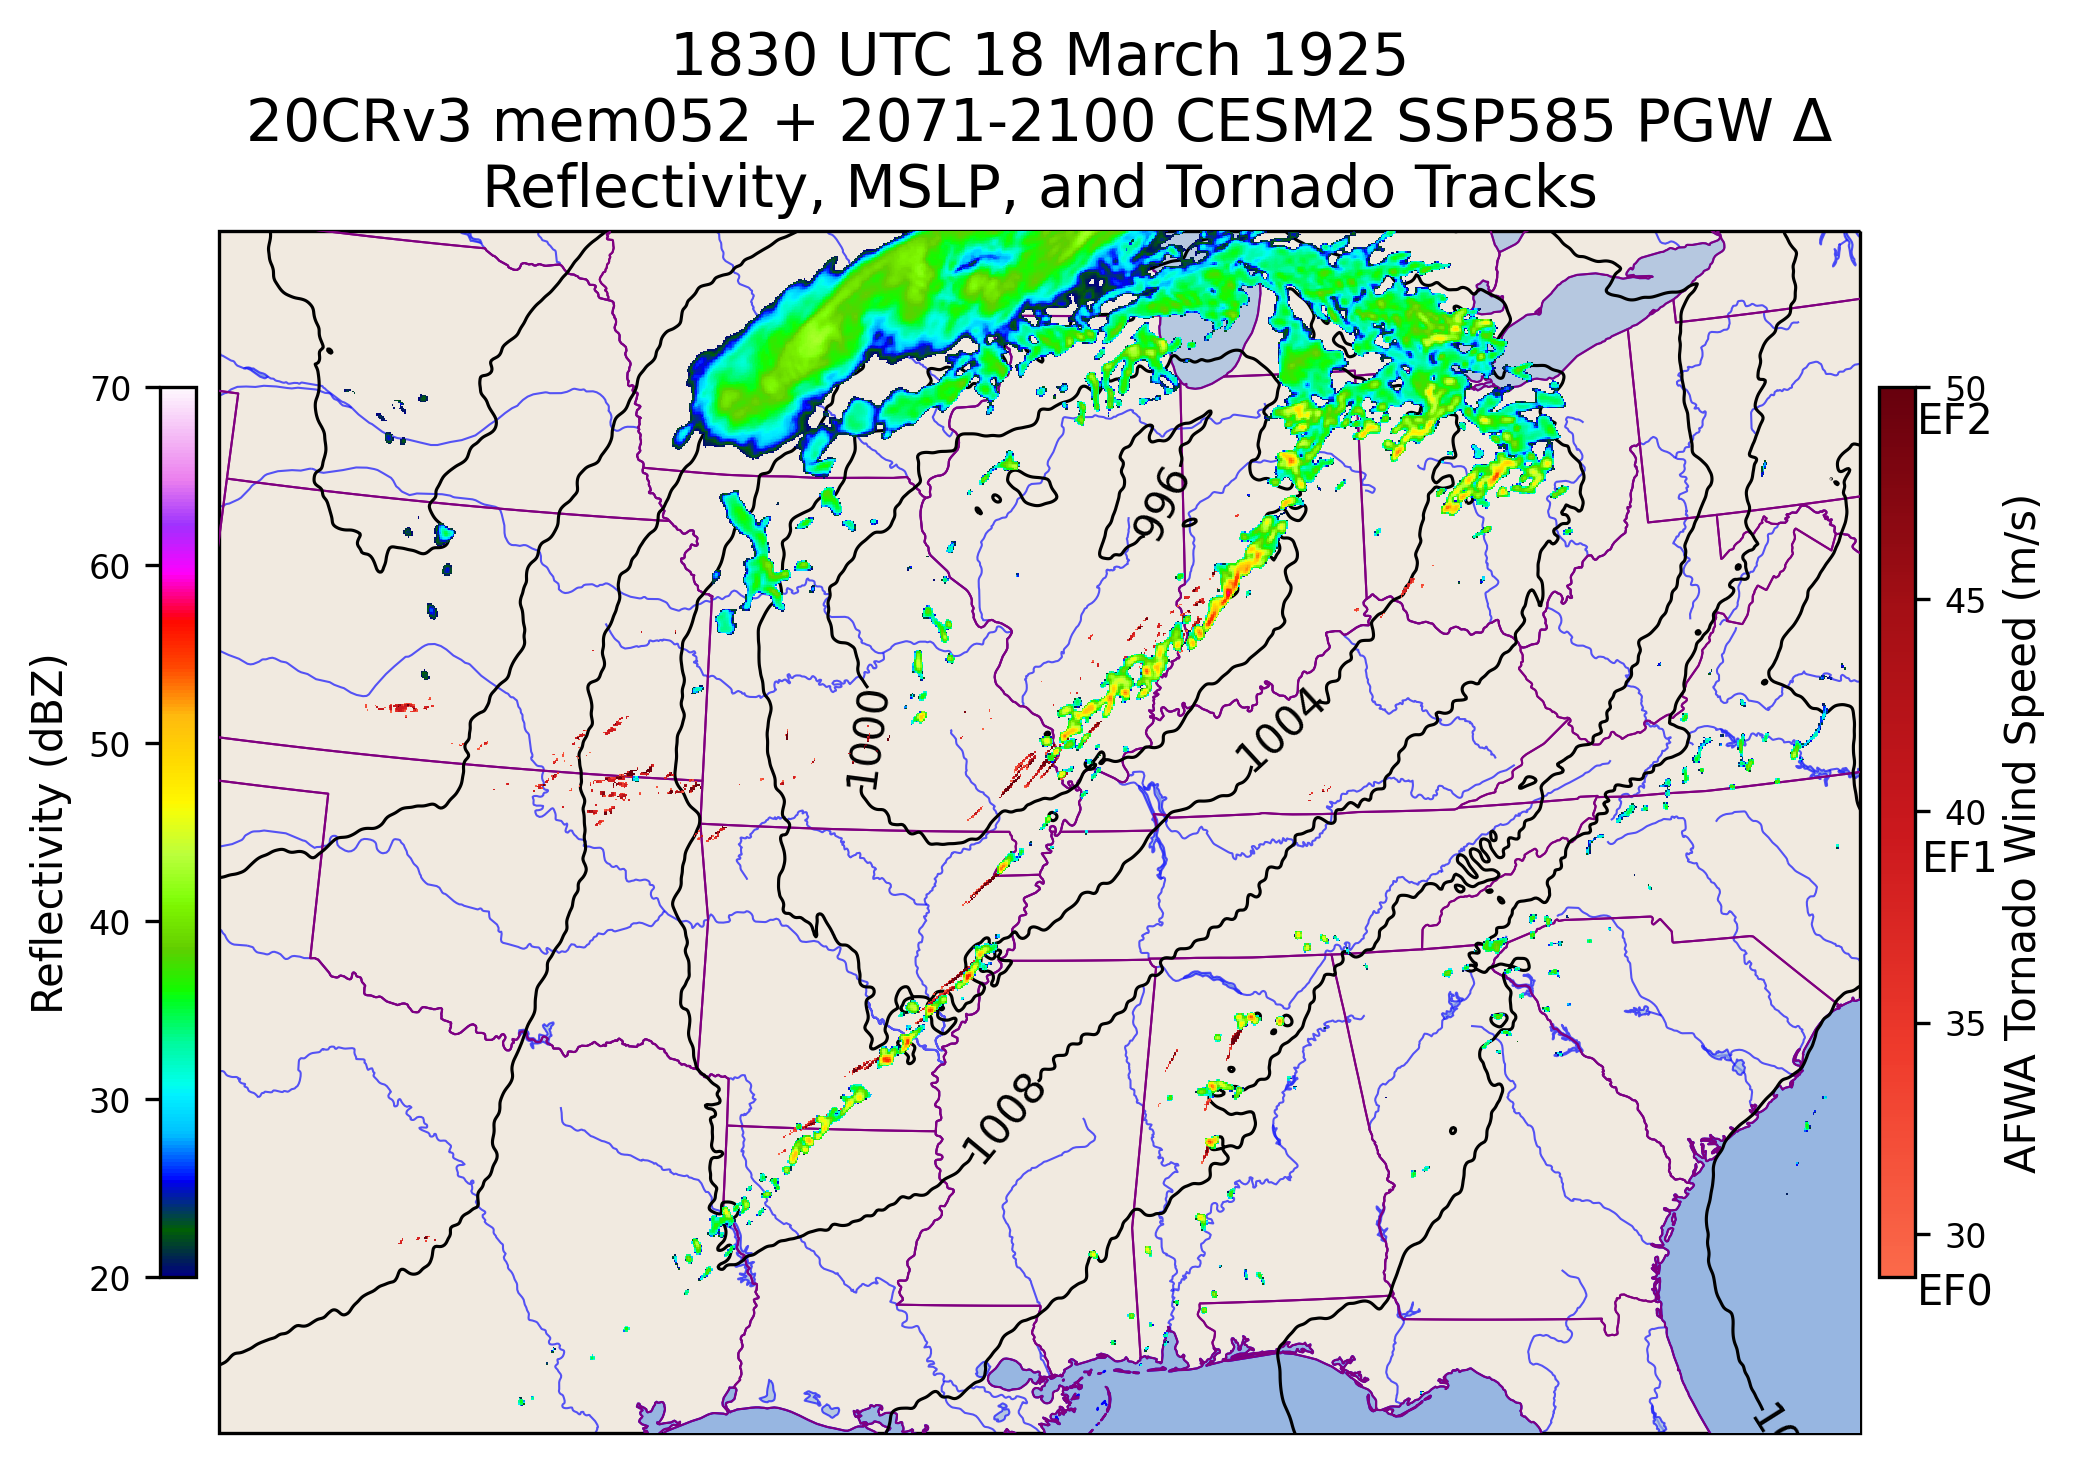 1830 UTC 18 March 1925
20CRv3 mem052 + 2071-2100 CESM2 SSP585 PGW Δ
Reflectivity, MSLP, and Tornado Tracks
Reflectivity (dBZ)
70
60
50
40
30
20
996
1000
1004
1008
50
EF2
45
40
EF1
35
30
EF0
AFWA Tornado Wind Speed (m/s)